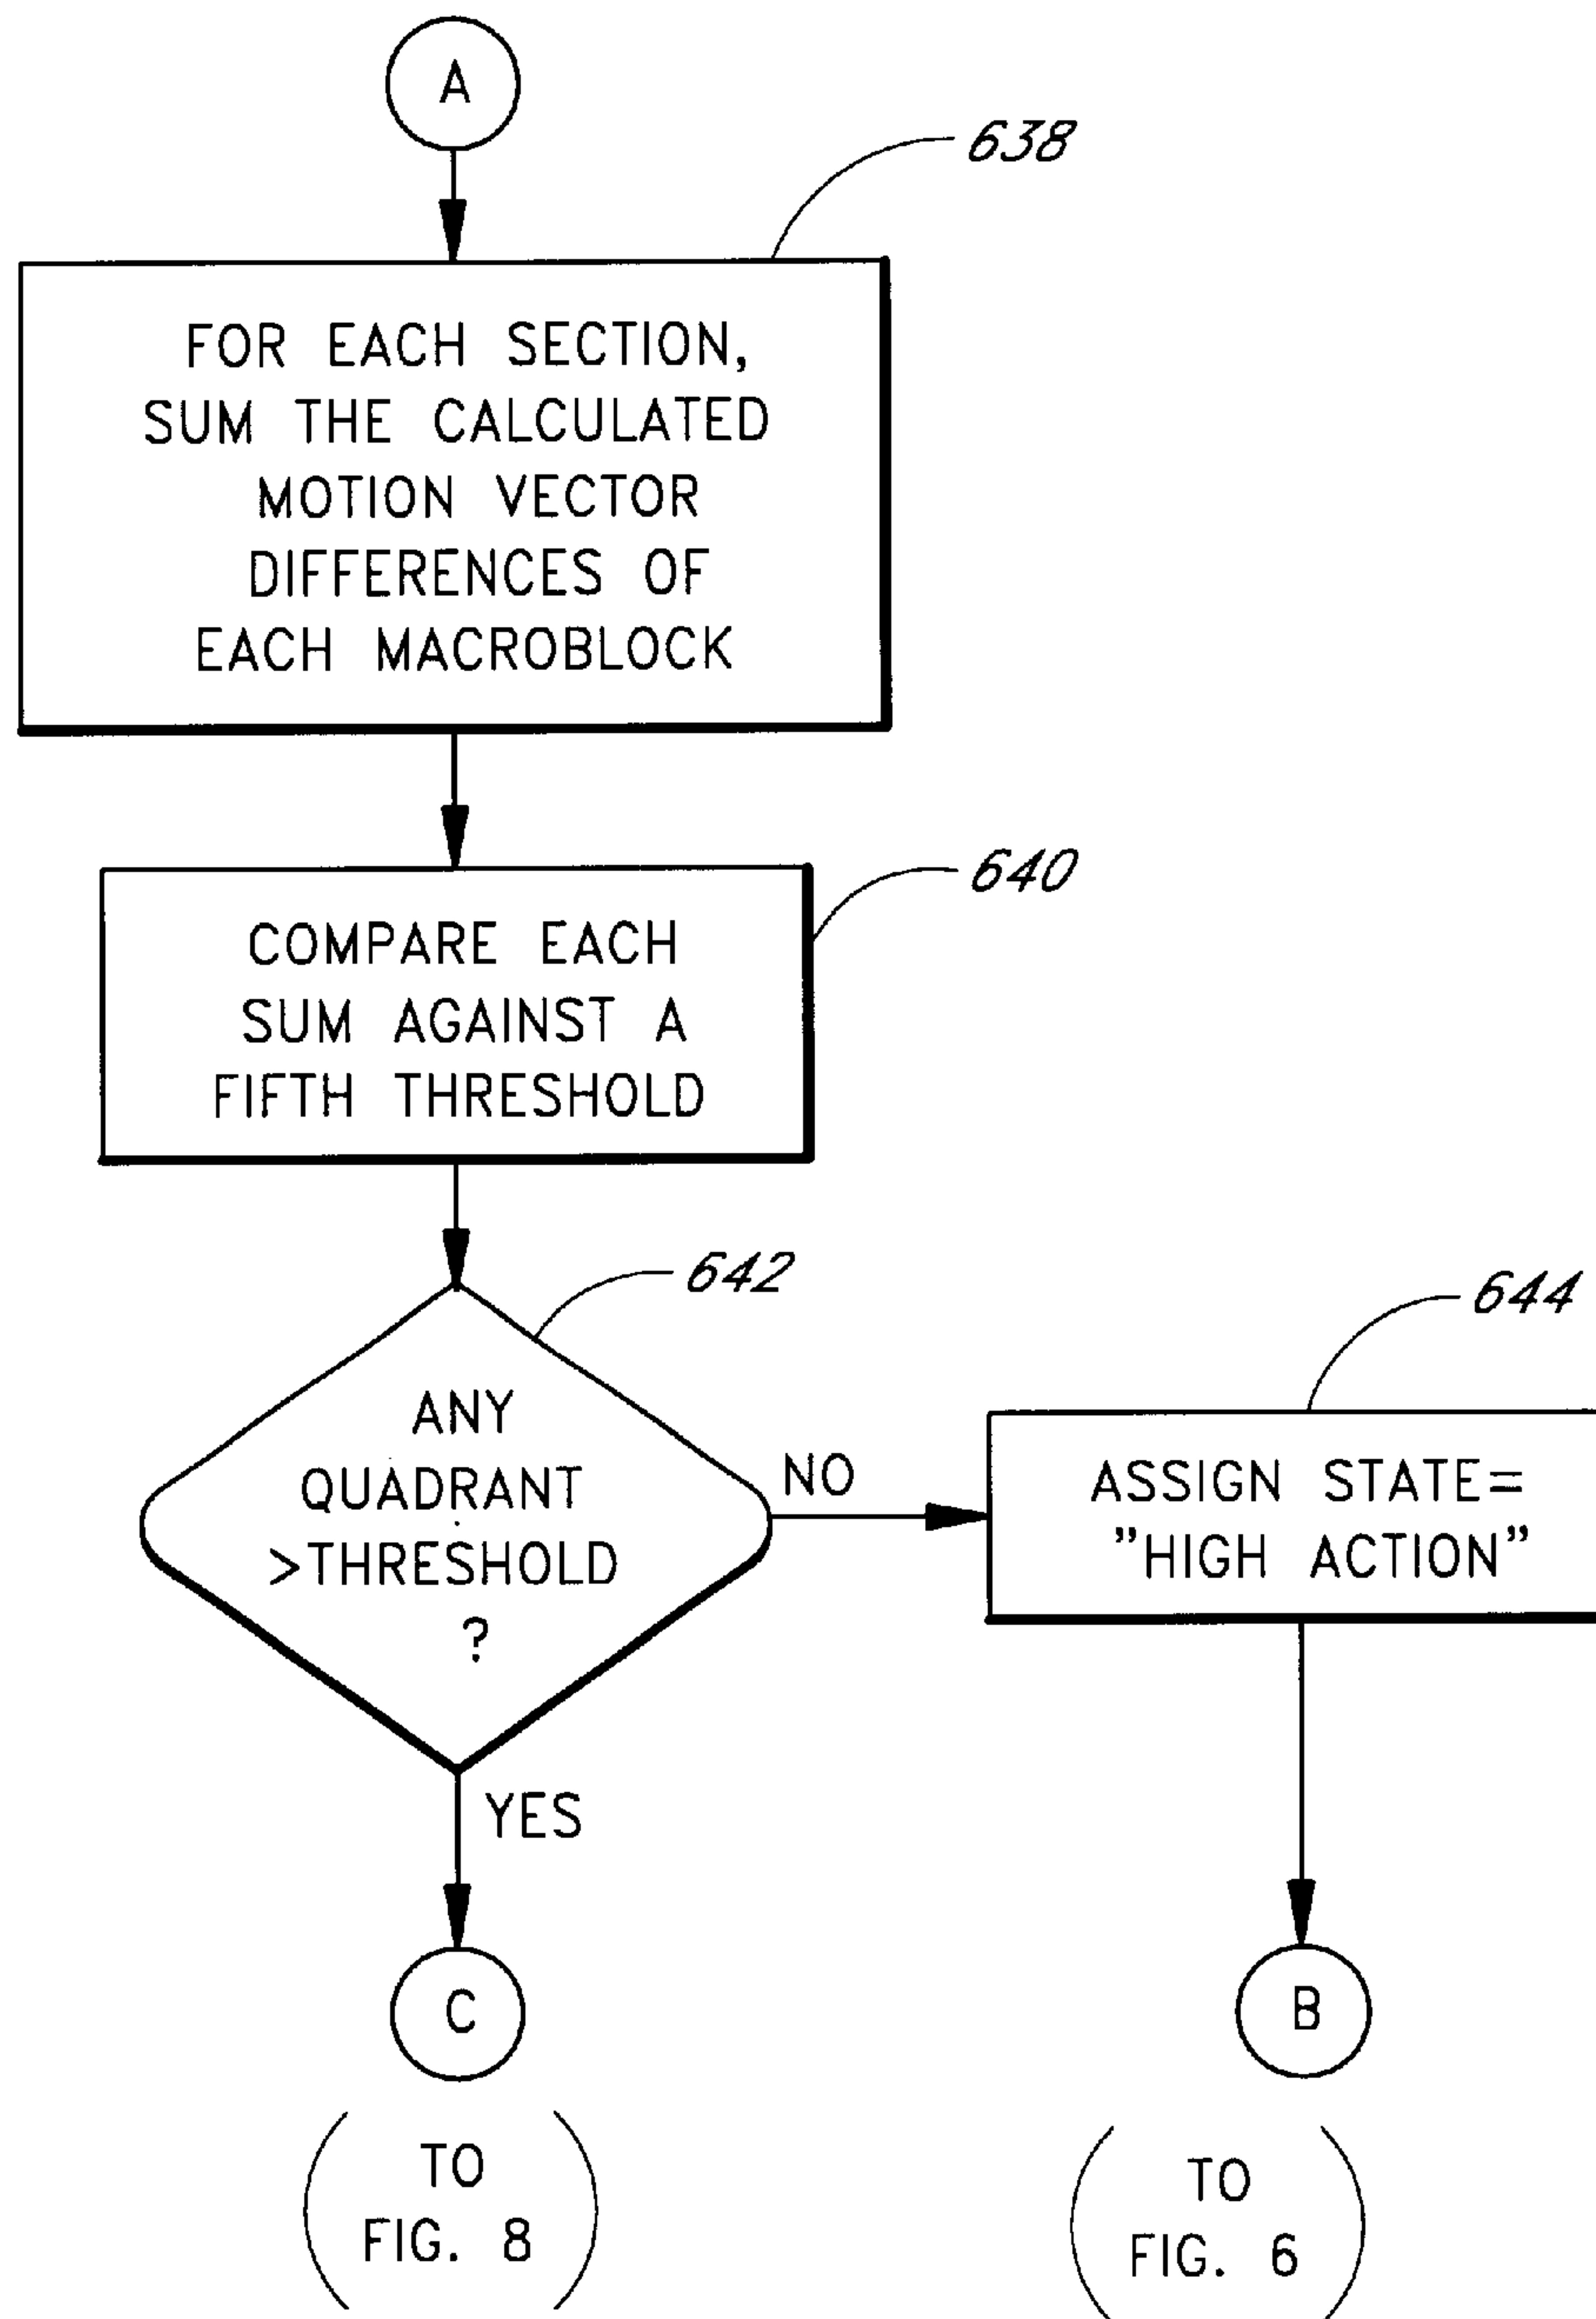 A
638
FOR EACH SECTION,
SUM THE CALCULATED
MOTION VECTOR
DIFFERENCES OF
EACH MACROBLOCK
640
COMPARE EACH
SUM AGAINST A
FIFTH THRESHOLD
642
ANY
QUADRANT
>THRESHOLD
?
NO
644
ASSIGN STATE=
"HIGH ACTION"
YES
C
B
TO
FIG. 8
TO
FIG. 6